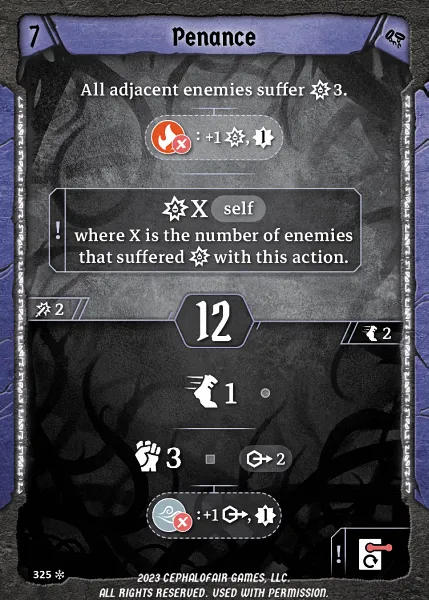 7
Penance
All adjacent enemies suffer 3.
: +1 ,
! X self
where X is the number of enemies
that suffered with this action.
2
12
2
1
3 2
: +1 ,
!
325
2023 CEPHALOFAIR GAMES, LLC.
ALL RIGHTS RESERVED. USED WITH PERMISSION.